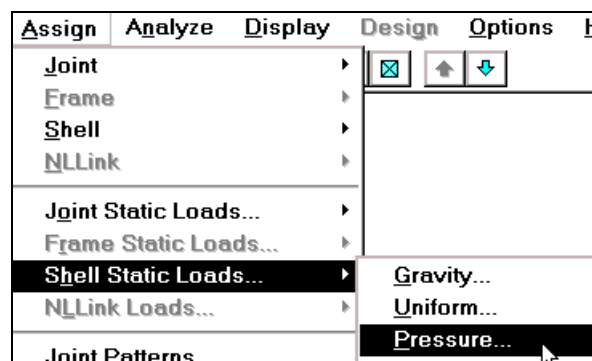 Assign Analyze Display Design Options H
Joint
Frame
Shell
NLLink
Joint Static Loads...
Frame Static Loads...
Shell Static Loads...
NLLink Loads...
Joint Patterns
Gravity...
Uniform...
Pressure...